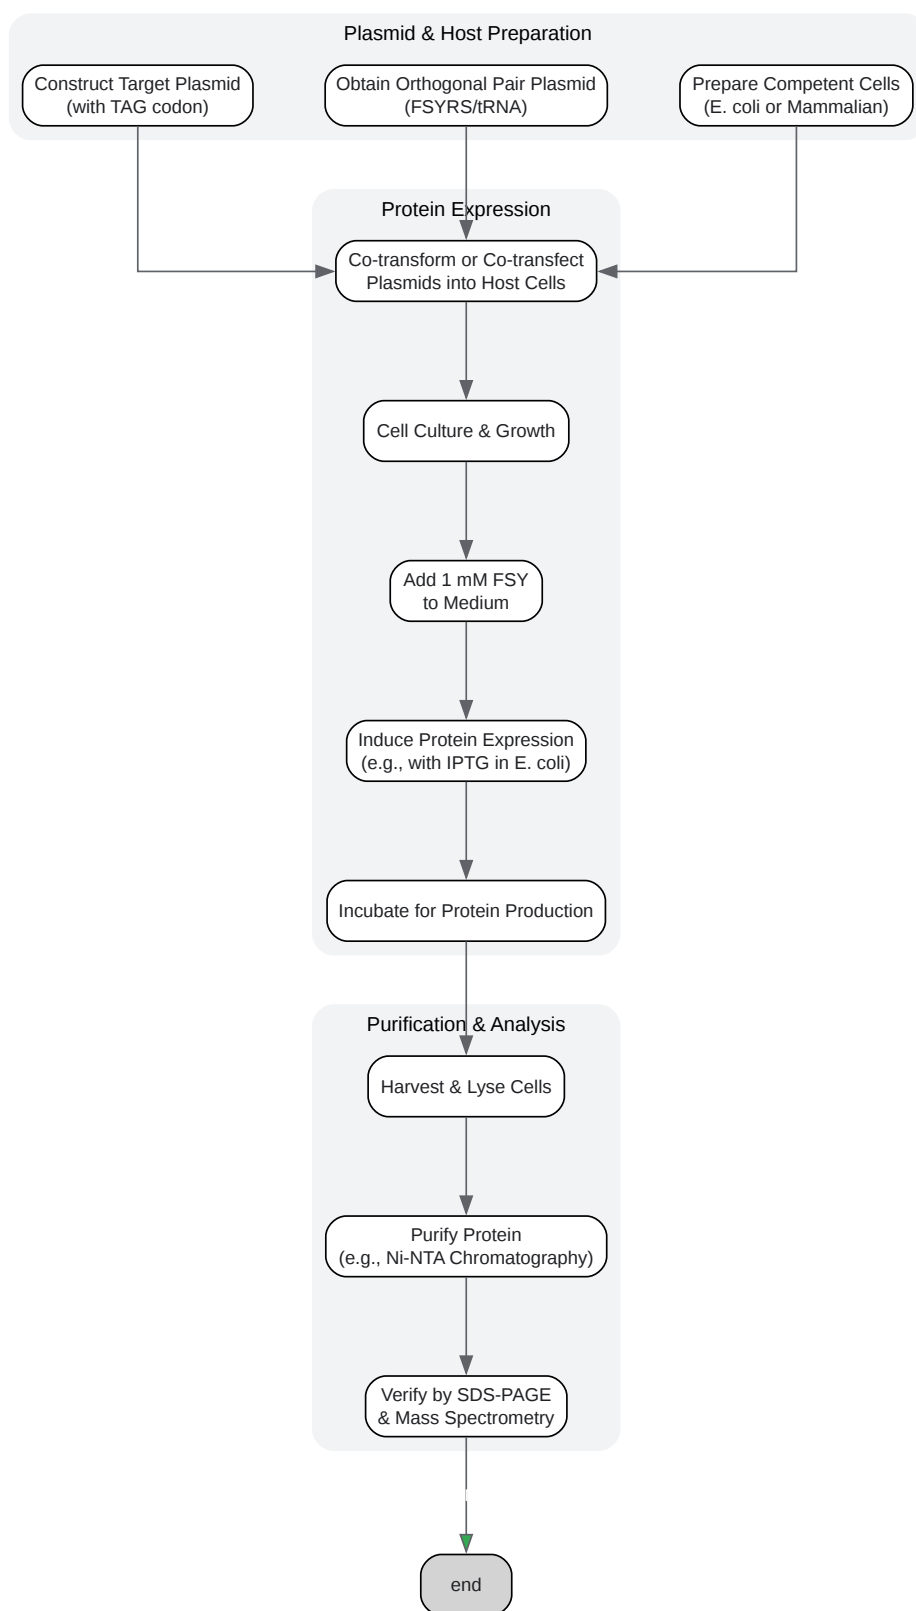 Plasmid & Host Preparation
Construct Target Plasmid
(with TAG codon)
Obtain Orthogonal Pair Plasmid
(FSYRS/tRNA)
Prepare Competent Cells
(E. coli or Mammalian)
Protein Expression
Co-transform or Co-transfect
Plasmids into Host Cells
Cell Culture & Growth
Add 1 mM FSY
to Medium
Induce Protein Expression
(e.g., with IPTG in E. coli)
Incubate for Protein Production
Purification & Analysis
Harvest & Lyse Cells
Purify Protein
(e.g., Ni-NTA Chromatography)
Verify by SDS-PAGE
& Mass Spectrometry
end